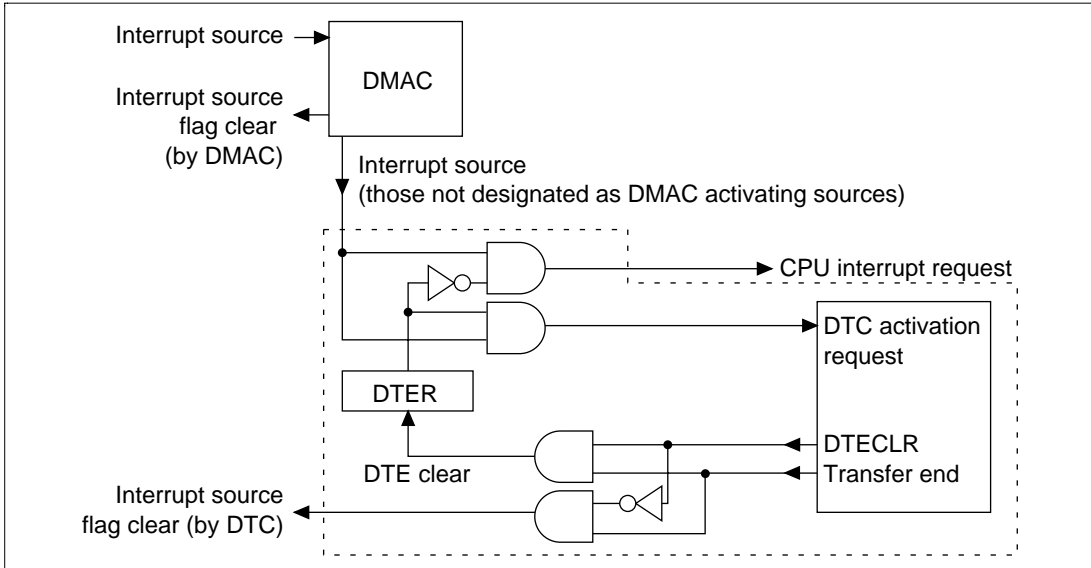 Interrupt source
DMAC
Interrupt source
flag clear
(by DMAC)
Interrupt source
(those not designated as DMAC activating sources)
CPU interrupt request
DTC activation
request
DTER
DTECLR
DTE clear
Transfer end
Interrupt source
flag clear (by DTC)